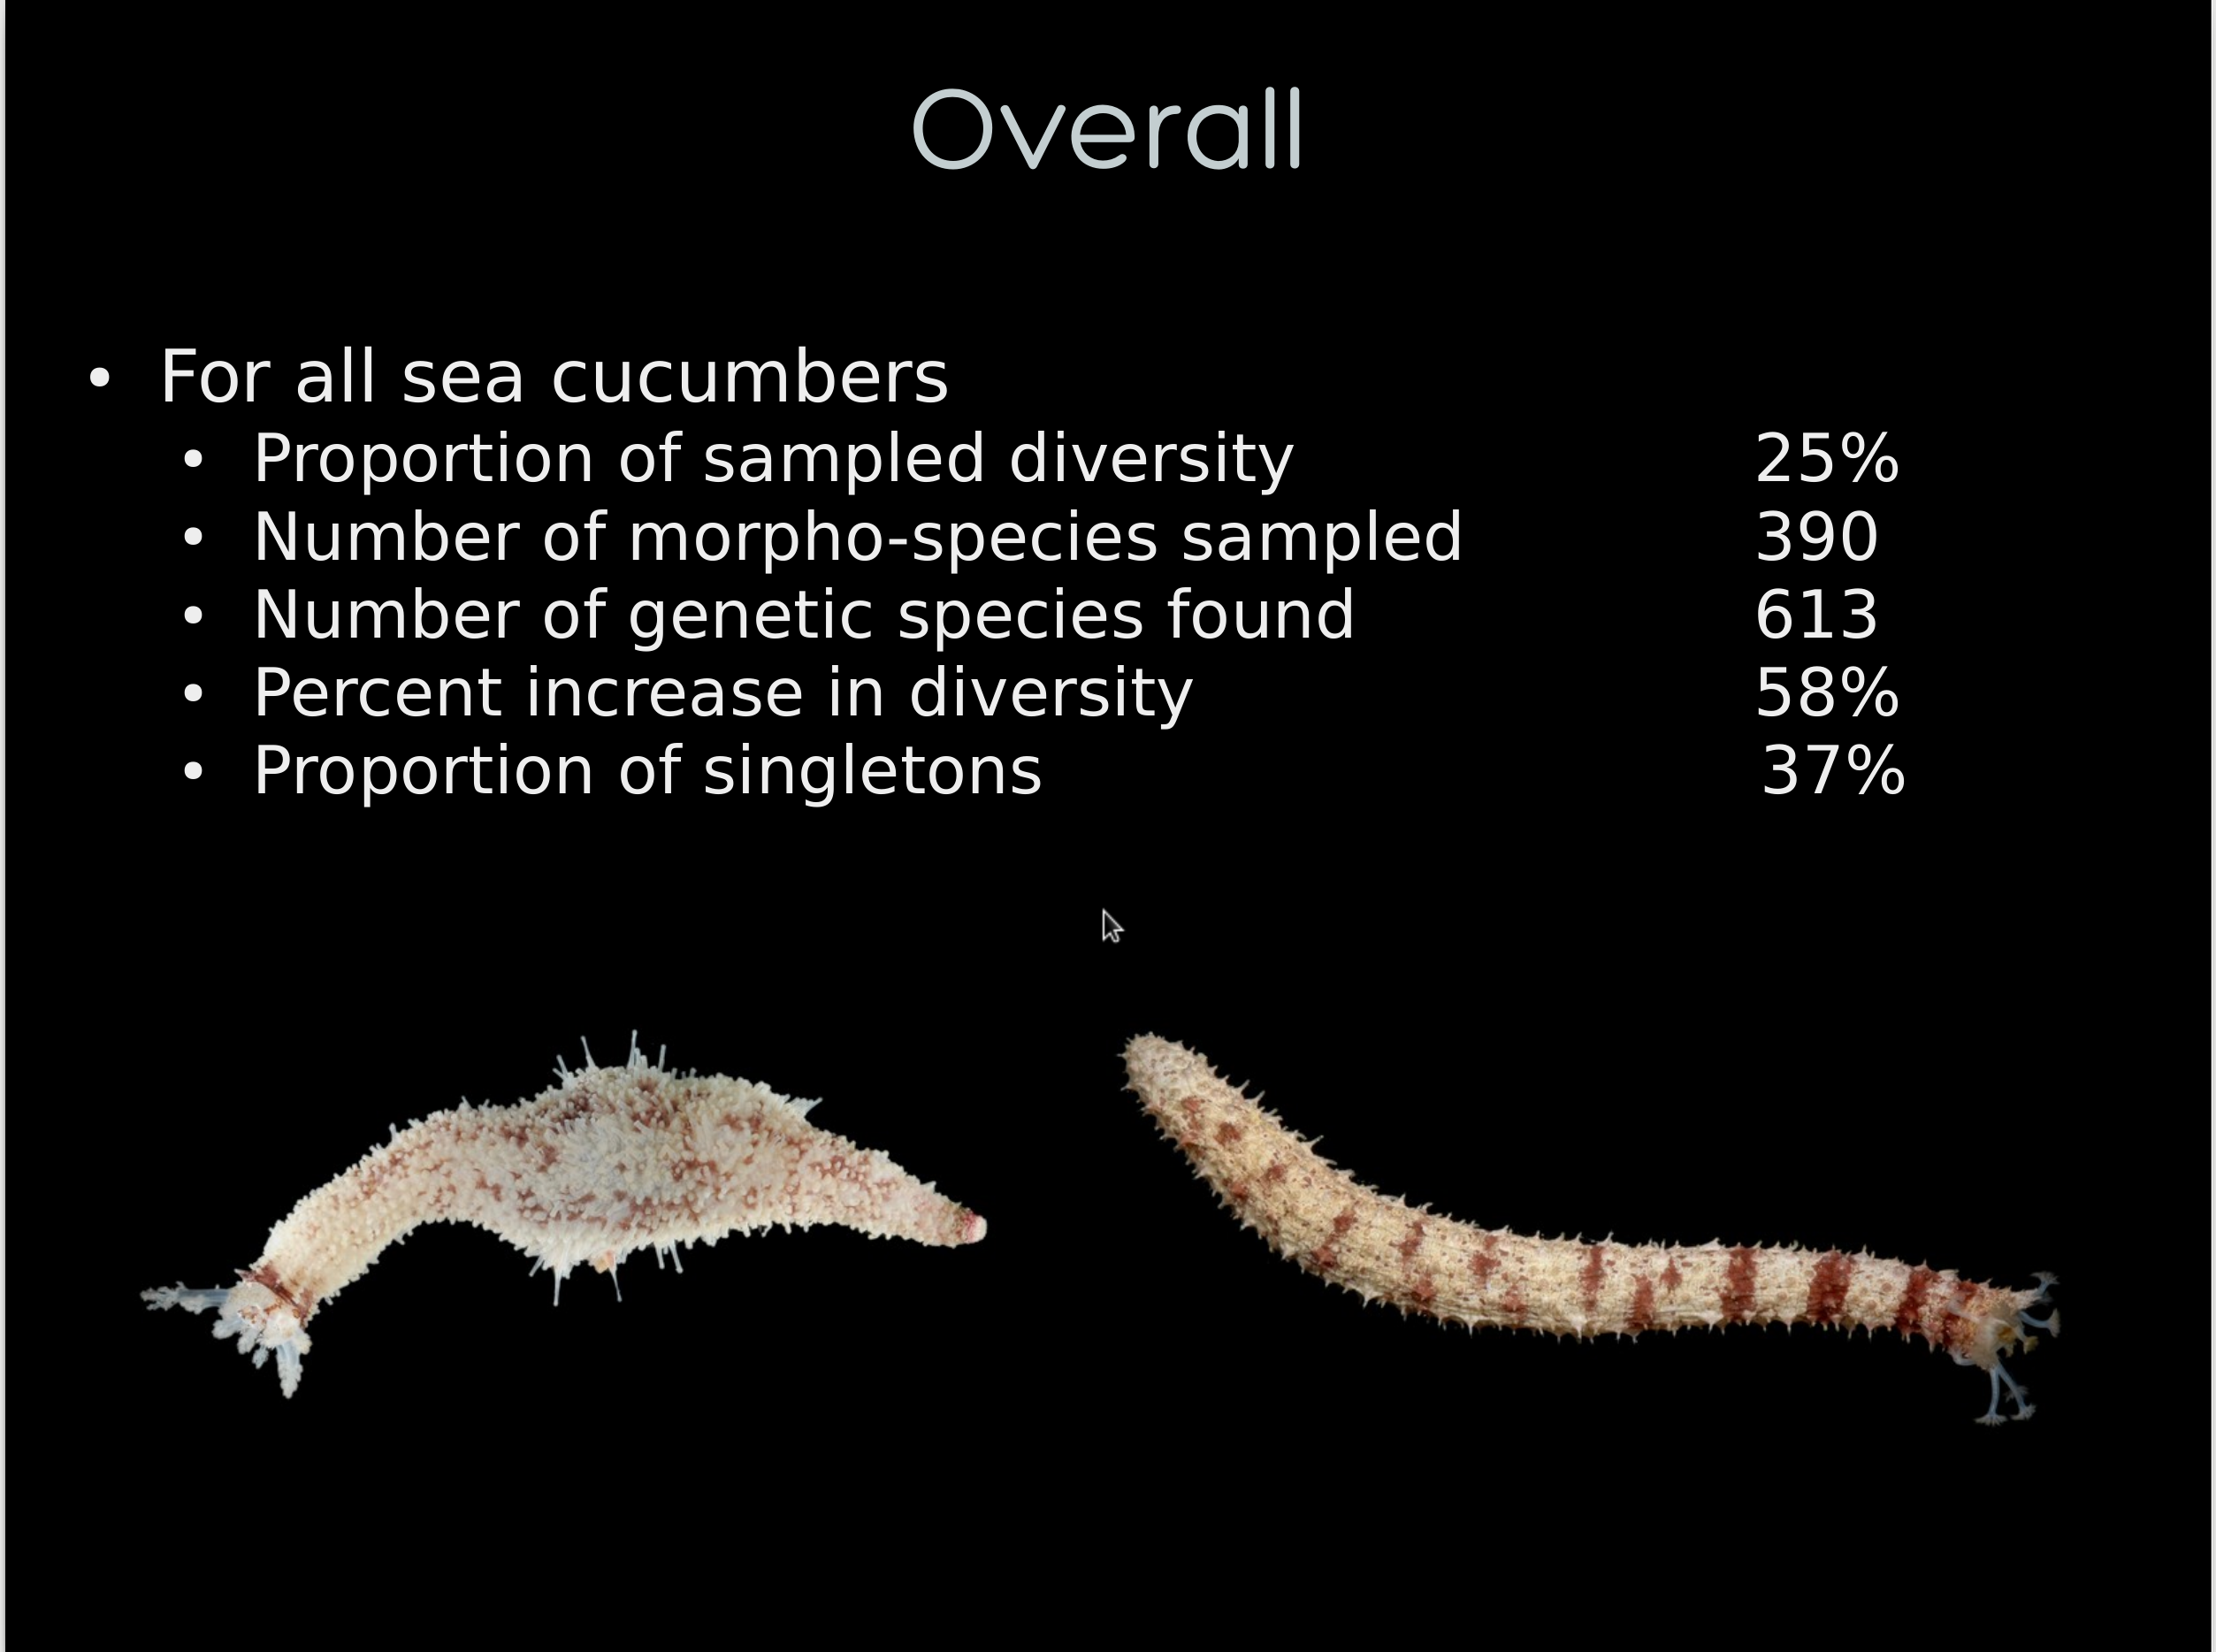 Overall
• For all sea cucumbers
• Proportion of sampled diversity 25%
• Number of morpho-species sampled 390
• Number of genetic species found 613
• Percent increase in diversity 58%
• Proportion of singletons 37%